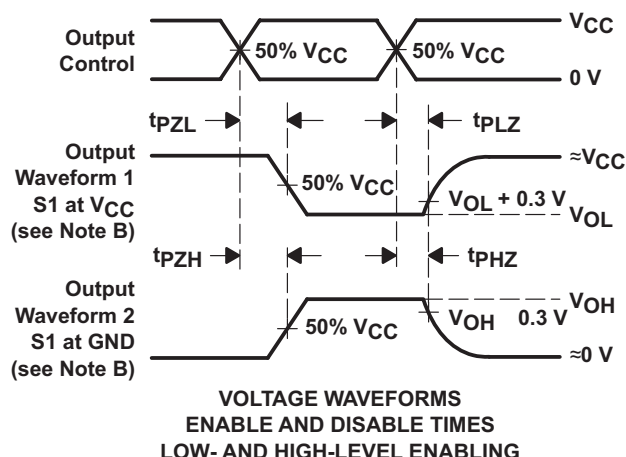 Output
Control
50% VCC
50% VCC
VCC
0 V
tPZL
tPLZ
Output
Waveform 1
S1 at VCC
(see Note B)
50% VCC
≈VCC
VOL + 0.3 V
VOL
tPZH
tPHZ
Output
Waveform 2
S1 at GND
(see Note B)
50% VCC
VOH
VOH 0.3 V
≈0 V
VOLTAGE WAVEFORMS
ENABLE AND DISABLE TIMES
LOW- AND HIGH-LEVEL ENABLING